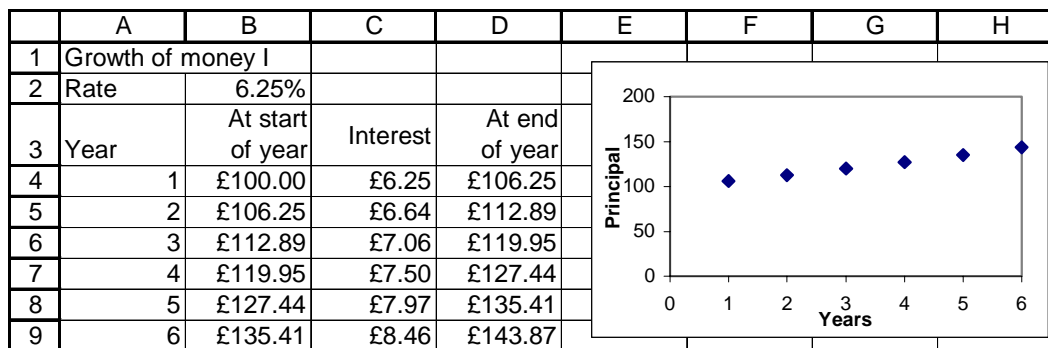 A B C D E F G H
1 Growth of money I
2 Rate 6.25%
3 Year At start of year Interest At end of year
4 1 £100.00 £6.25 £106.25
5 2 £106.25 £6.64 £112.89
6 3 £112.89 £7.06 £119.95
7 4 £119.95 £7.50 £127.44
8 5 £127.44 £7.97 £135.41
9 6 £135.41 £8.46 £143.87
Principal
200
150
100
50
0
0 1 2 3 4 5 6
Years